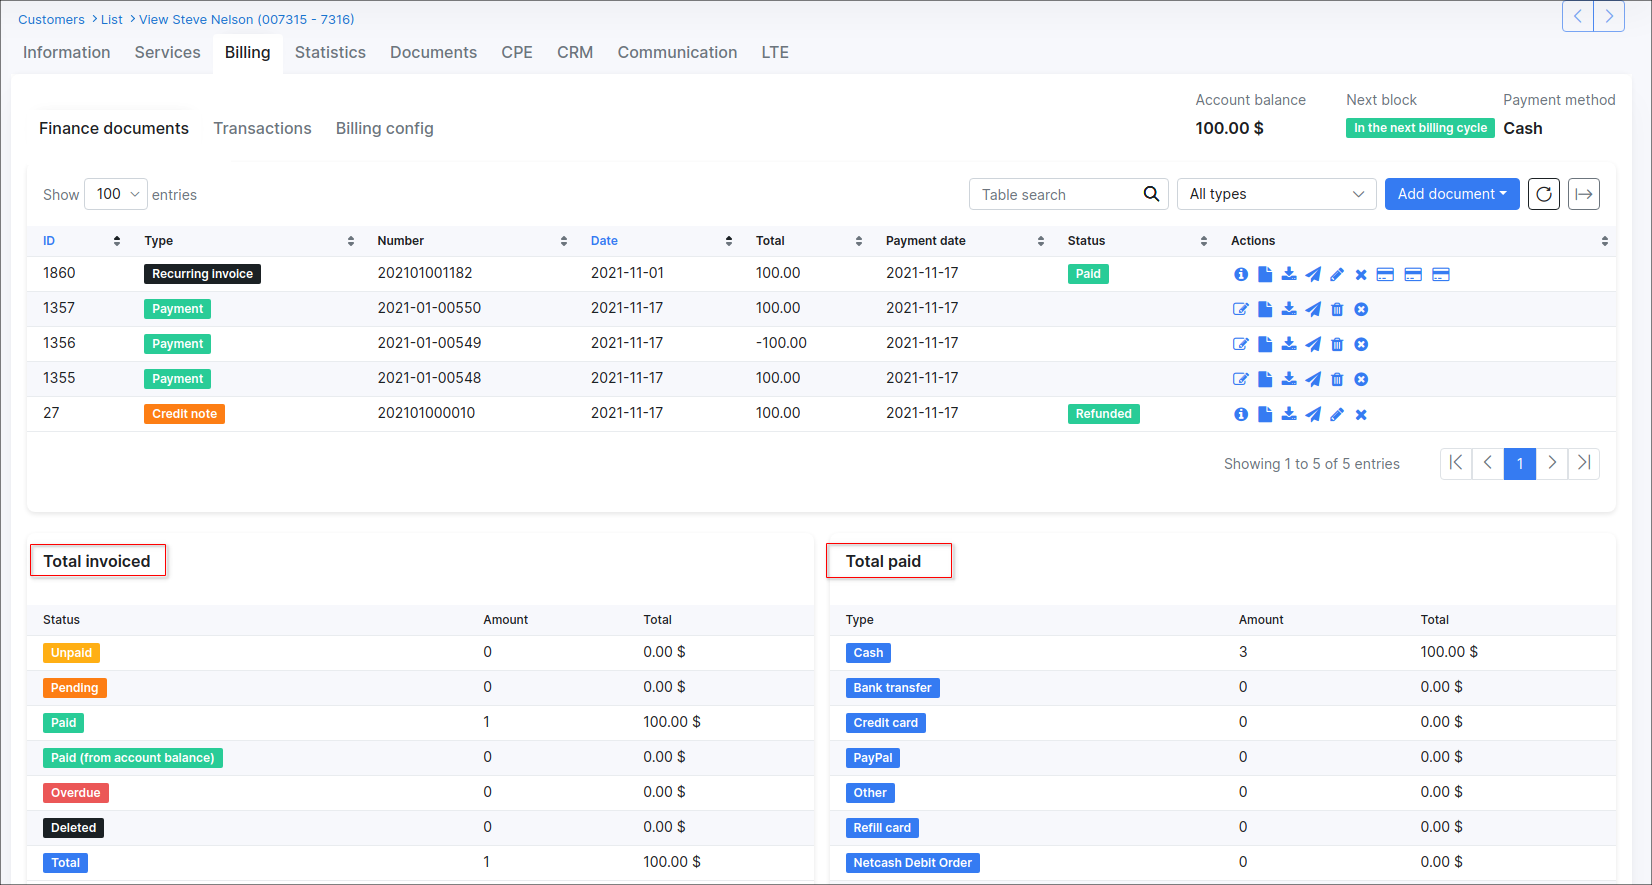 Customers > List > View Steve Nelson (007315 - 7316)
Information Services Billing Statistics Documents CPE CRM Communication LTE
Account balance Next block Payment method
Finance documents Transactions Billing config 100.00 $ In the next billing cycle Cash
Show 100 entries Table search All types Add document
ID Type Number Date Total Payment date Status Actions
1860 Recurring invoice 202101001182 2021-11-01 100.00 2021-11-17 Paid
1357 Payment 2021-01-00550 2021-11-17 100.00 2021-11-17
1356 Payment 2021-01-00549 2021-11-17 -100.00 2021-11-17
1355 Payment 2021-01-00548 2021-11-17 100.00 2021-11-17
27 Credit note 202101000010 2021-11-17 100.00 2021-11-17 Refunded
Showing 1 to 5 of 5 entries 1
Total invoiced
Status Amount Total
Unpaid 0 0.00 $
Pending 0 0.00 $
Paid 1 100.00 $
Paid (from account balance) 0 0.00 $
Overdue 0 0.00 $
Deleted 0 0.00 $
Total 1 100.00 $
Total paid
Type Amount Total
Cash 3 100.00 $
Bank transfer 0 0.00 $
Credit card 0 0.00 $
PayPal 0 0.00 $
Other 0 0.00 $
Refill card 0 0.00 $
Netcash Debit Order 0 0.00 $